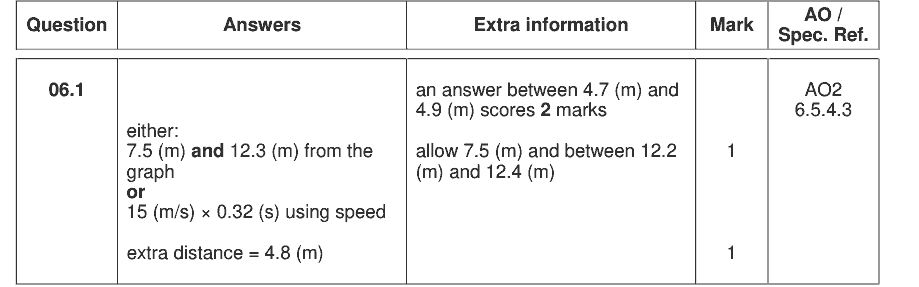 Question Answers Extra information Mark AO / Spec. Ref.
06.1 an answer between 4.7 (m) and AO2
4.9 (m) scores 2 marks 6.5.4.3
either:
7.5 (m) and 12.3 (m) from the allow 7.5 (m) and between 12.2 1
graph (m) and 12.4 (m)
or
15 (m/s) × 0.32 (s) using speed
extra distance = 4.8 (m) 1